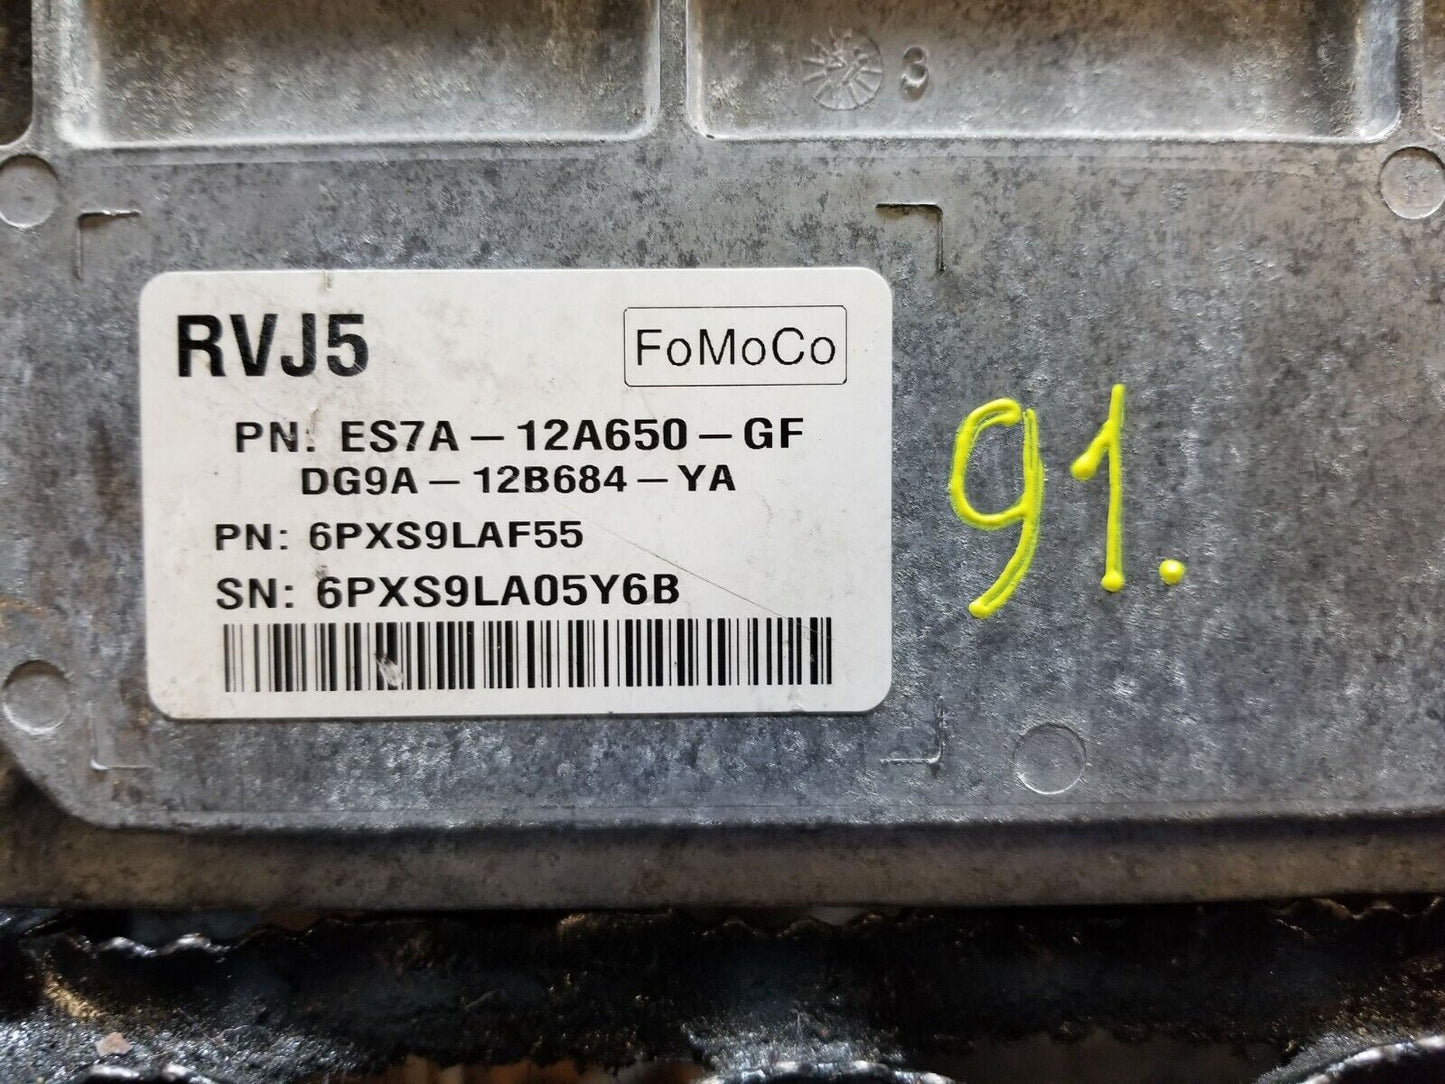 3
RVJ5
FoMoCo
PN: ES7A-12A650-GF
DG9A-12B684-YA
PN: 6PXS9LAF55
SN: 6PXS9LA05Y6B
91.